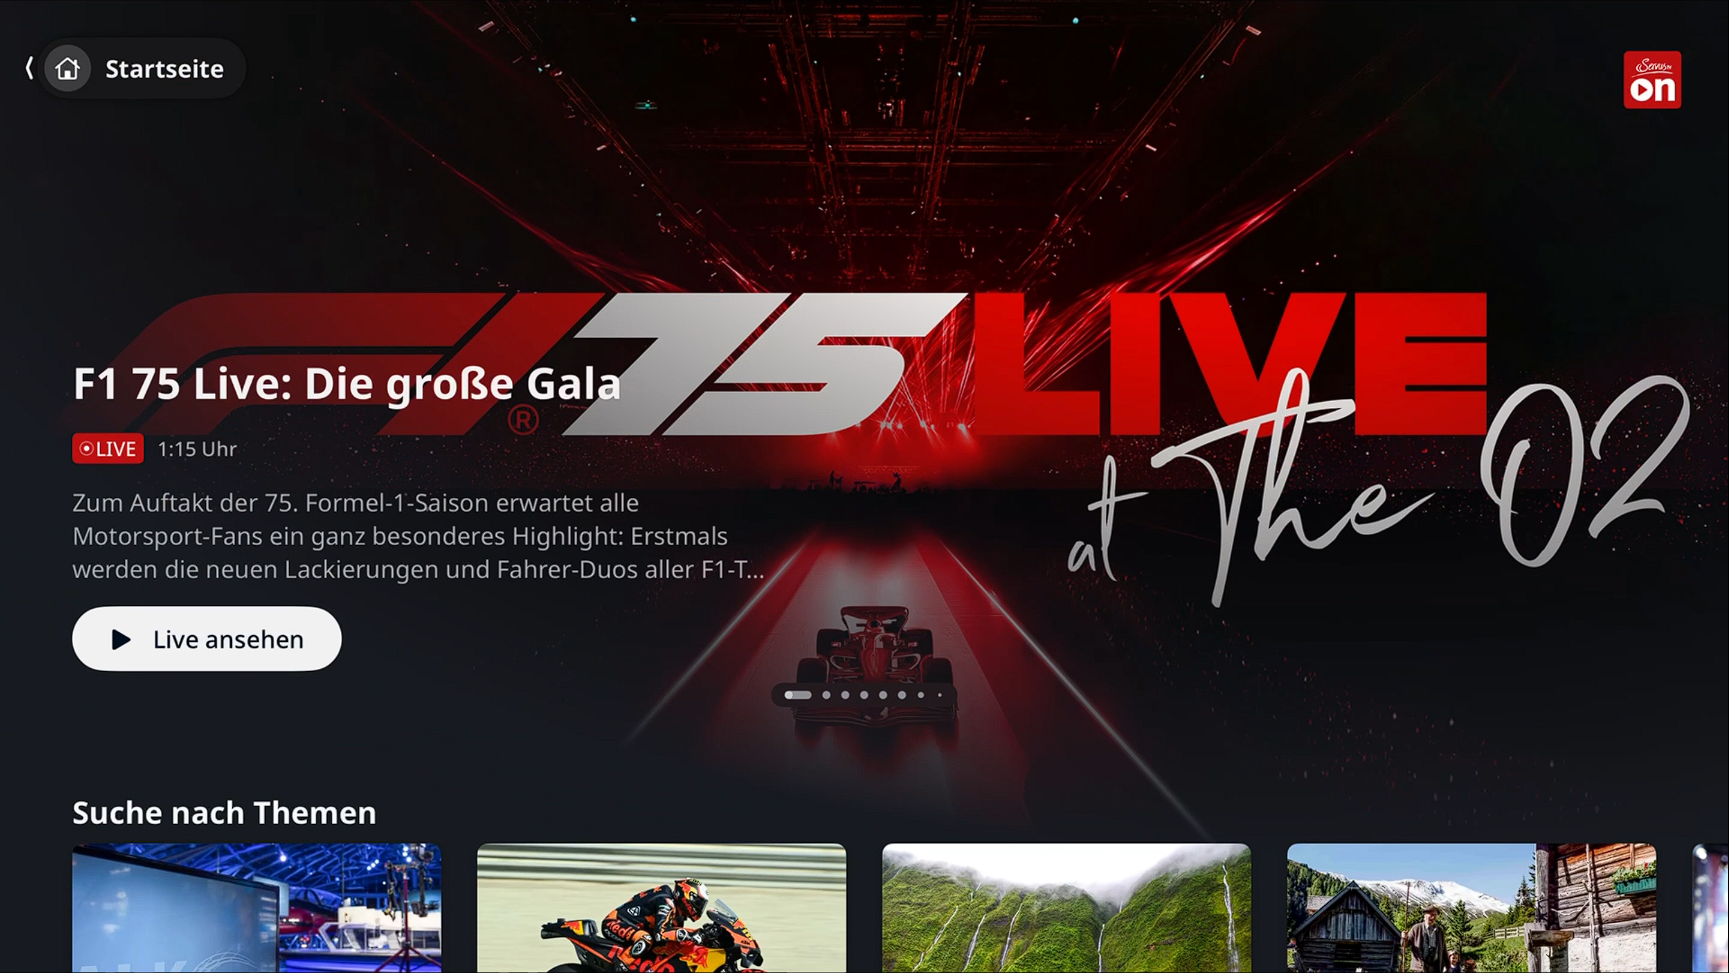 Startseite
Servus TV
on
F1 75 LIVE
®
at The O2
F1 75 Live: Die große Gala
LIVE 1:15 Uhr
Zum Auftakt der 75. Formel-1-Saison erwartet alle
Motorsport-Fans ein ganz besonderes Highlight: Erstmals
werden die neuen Lackierungen und Fahrer-Duos aller F1-T...
Live ansehen
Suche nach Themen